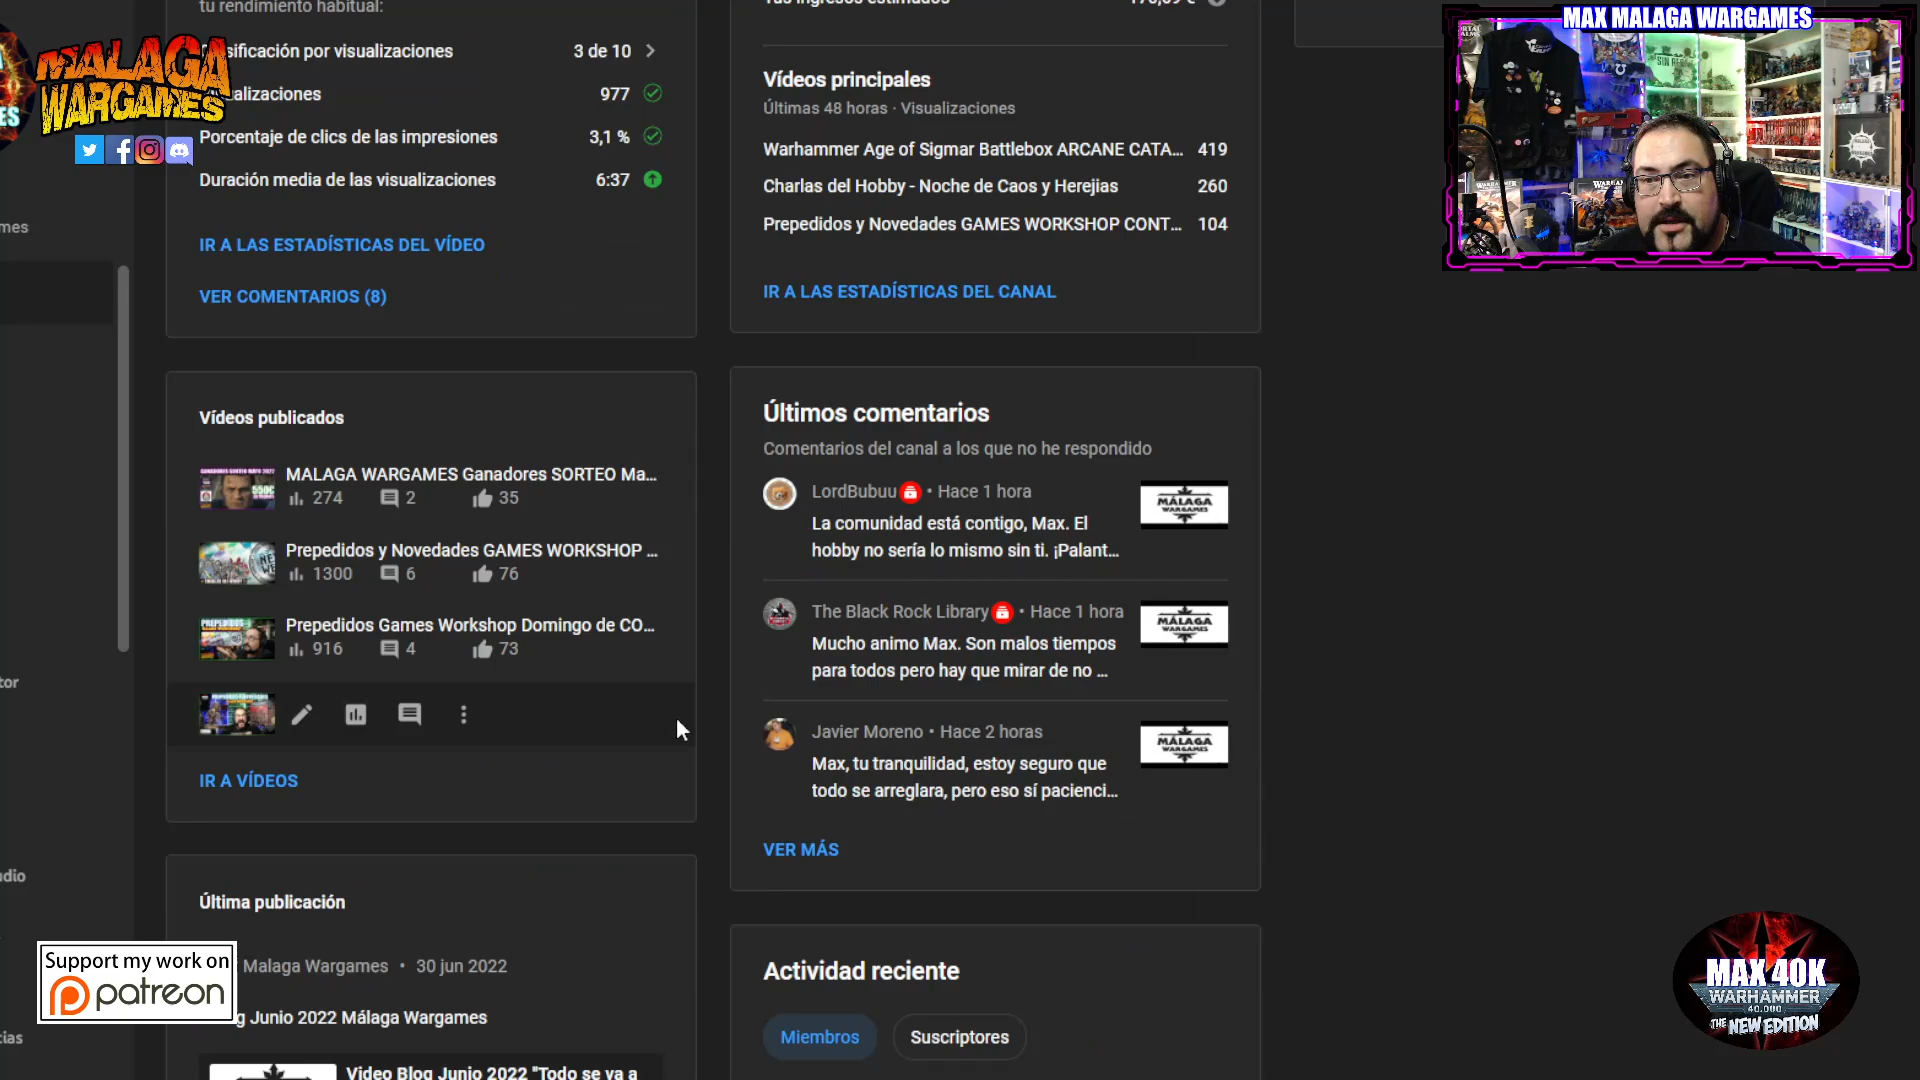 tu rendimiento habitual:
sificación por visualizaciones 3 de 10
alizaciones 977
Porcentaje de clics de las impresiones 3,1 %
Duración media de las visualizaciones 6:37
IR A LAS ESTADÍSTICAS DEL VÍDEO
VER COMENTARIOS (8)
MALAGA
WARGAMES
mes
Vídeos publicados
MALAGA WARGAMES Ganadores SORTEO Ma...
274 2 35
Prepedidos y Novedades GAMES WORKSHOP ...
1300 6 76
Prepedidos Games Workshop Domingo de CO...
916 4 73
IR A VÍDEOS
tor
udio
cias
Última publicación
Malaga Wargames • 30 jun 2022
g Junio 2022 Málaga Wargames
Video Blog Junio 2022 "Todo se va a
Support my work on
patreon
Vídeos principales
Últimas 48 horas · Visualizaciones
Warhammer Age of Sigmar Battlebox ARCANE CATA... 419
Charlas del Hobby - Noche de Caos y Herejias 260
Prepedidos y Novedades GAMES WORKSHOP CONT... 104
IR A LAS ESTADÍSTICAS DEL CANAL
Últimos comentarios
Comentarios del canal a los que no he respondido
LordBubuu • Hace 1 hora
La comunidad está contigo, Max. El
hobby no sería lo mismo sin ti. ¡Palant...
MÁLAGA
WARGAMES
The Black Rock Library • Hace 1 hora
Mucho animo Max. Son malos tiempos
para todos pero hay que mirar de no ...
MÁLAGA
WARGAMES
Javier Moreno • Hace 2 horas
Max, tu tranquilidad, estoy seguro que
todo se arreglara, pero eso sí pacienci...
MÁLAGA
WARGAMES
VER MÁS
Actividad reciente
Miembros Suscriptores
MAX MALAGA WARGAMES
MAX 40K
WARHAMMER
40,000
THE NEW EDITION